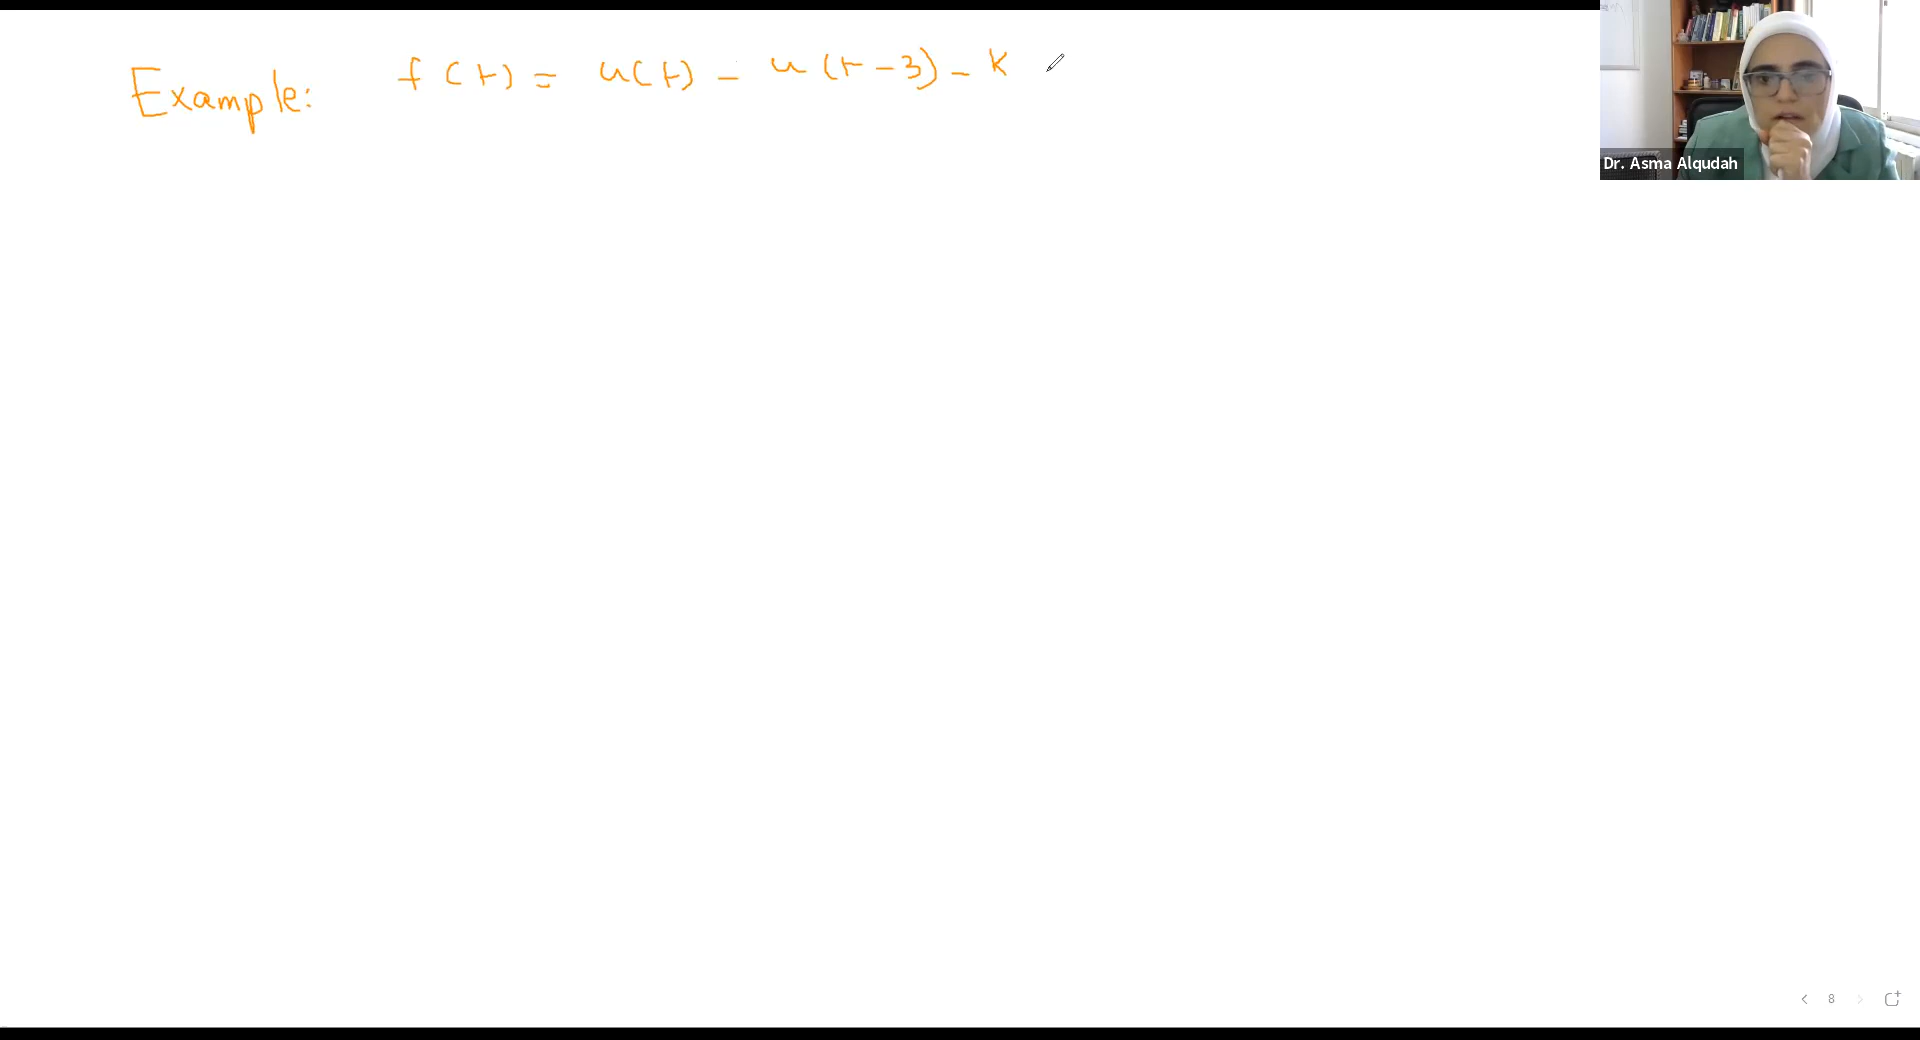 Example: f(t) = u(t) - u(t-3) - k
Dr. Asma Alqudah
8